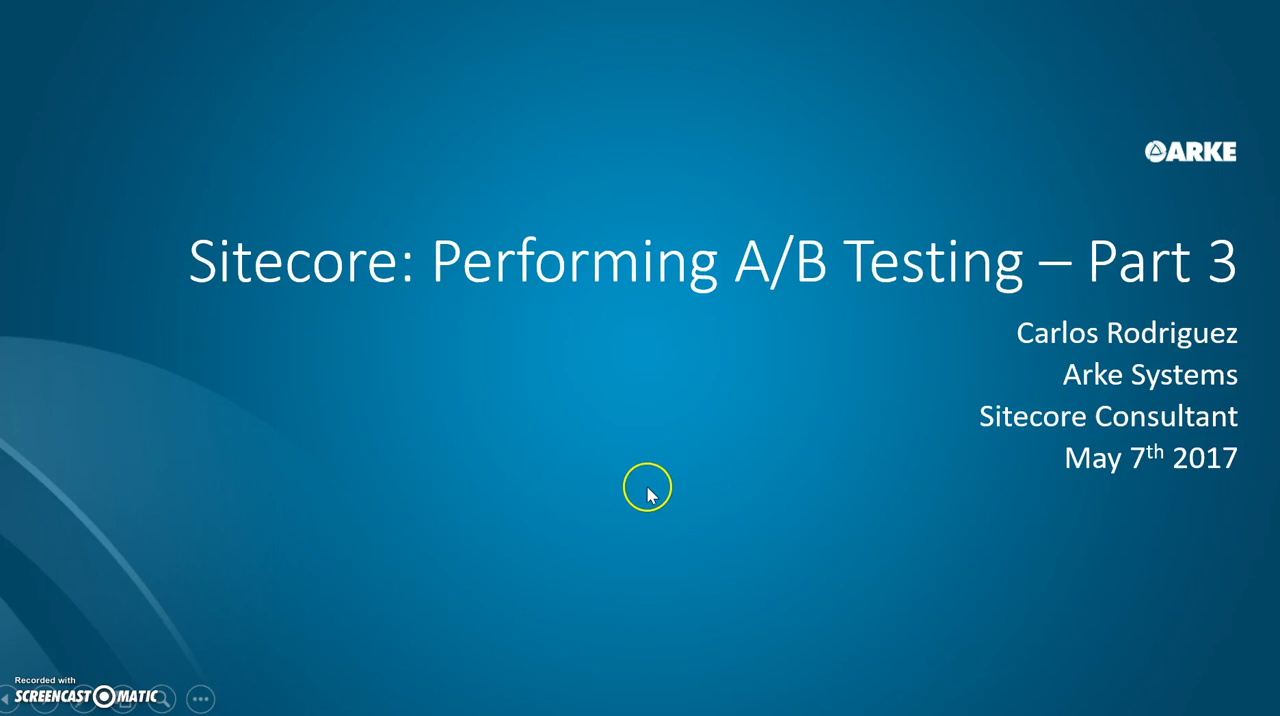 ARKE
Sitecore: Performing A/B Testing – Part 3
Carlos Rodriguez
Arke Systems
Sitecore Consultant
May 7th 2017
Recorded with
SCREENCAST MATIC